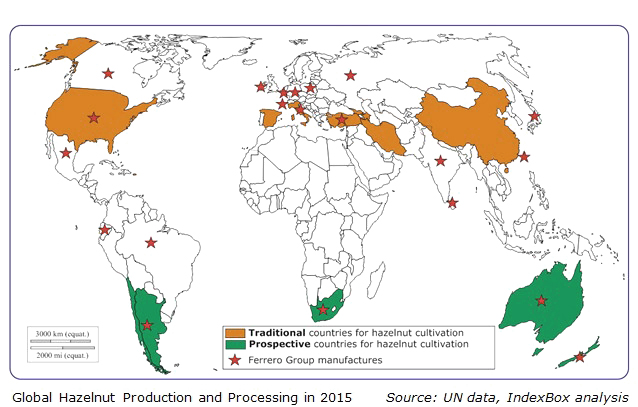 3000 km (equat.)
2000 mi (equat.)
Traditional countries for hazelnut cultivation
Prospective countries for hazelnut cultivation
Ferrero Group manufactures
Global Hazelnut Production and Processing in 2015 Source: UN data, IndexBox analysis